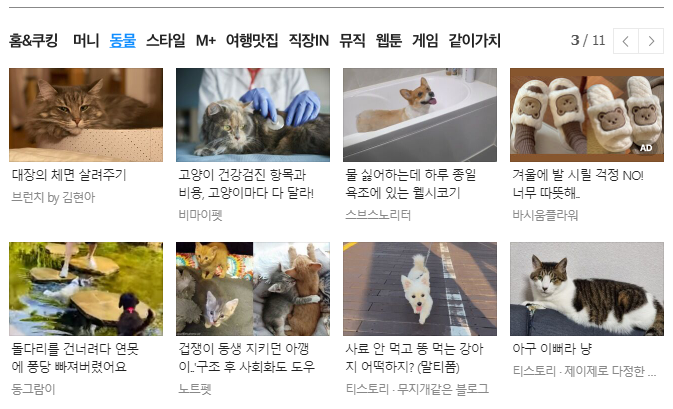 홈&쿠킹 머니 동물 스타일 M+ 여행맛집 직장IN 뮤직 웹툰 게임 같이가치 3 / 11
AD
대장의 체면 살려주기
브런지 by 김현아
고양이 건강검진 항목과
비용, 고양이마다 다 달라!
비마이펫
물 싫어하는데 하루 종일
욕조에 있는 웰시코기
스브스노리터
겨울에 발 시릴 걱정 NO!
너무 따뜻해..
바시움플라워
돌다리를 건너려다 연못
에 퐁당 빠져버렸어요
동그람이
겁쟁이 동생 지키던 아깽
이..'구조 후 사회화도 도우
노트펫
사료 안 먹고 똥 먹는 강아
지 어떡하지? (말티폼)
티스토리 · 무지개같은 블로그
아구 이뻐라 냥
티스토리 · 제이제로 다정한 ...